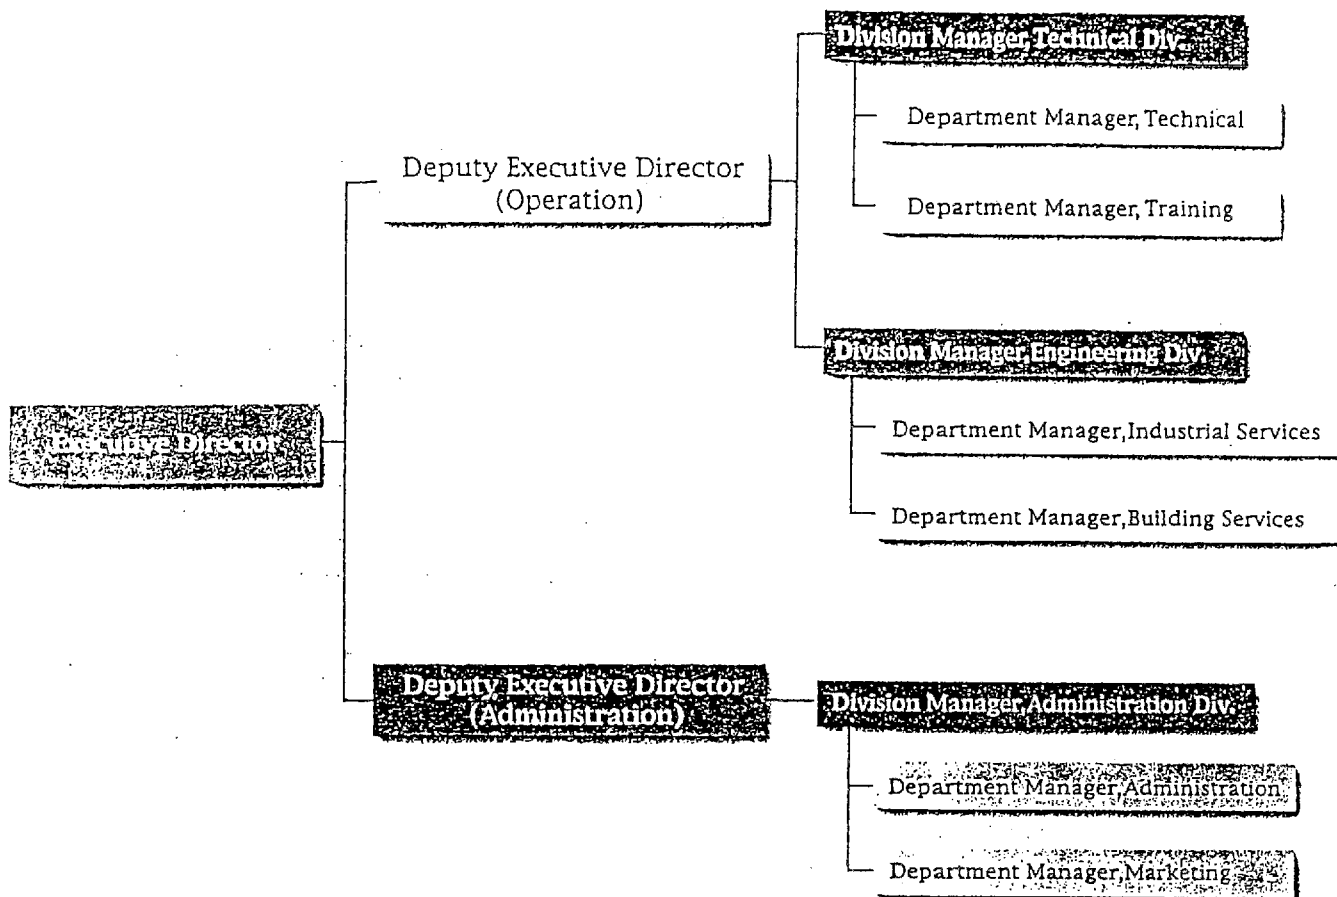 Division Manager, Technical Div.
Department Manager, Technical
Deputy Executive Director
(Operation)
Department Manager, Training
Division Manager, Engineering Div.
Executive Director
Department Manager, Industrial Services
Department Manager, Building Services
Deputy Executive Director
(Administration)
Division Manager, Administration Div.
Department Manager, Administration
Department Manager, Marketing